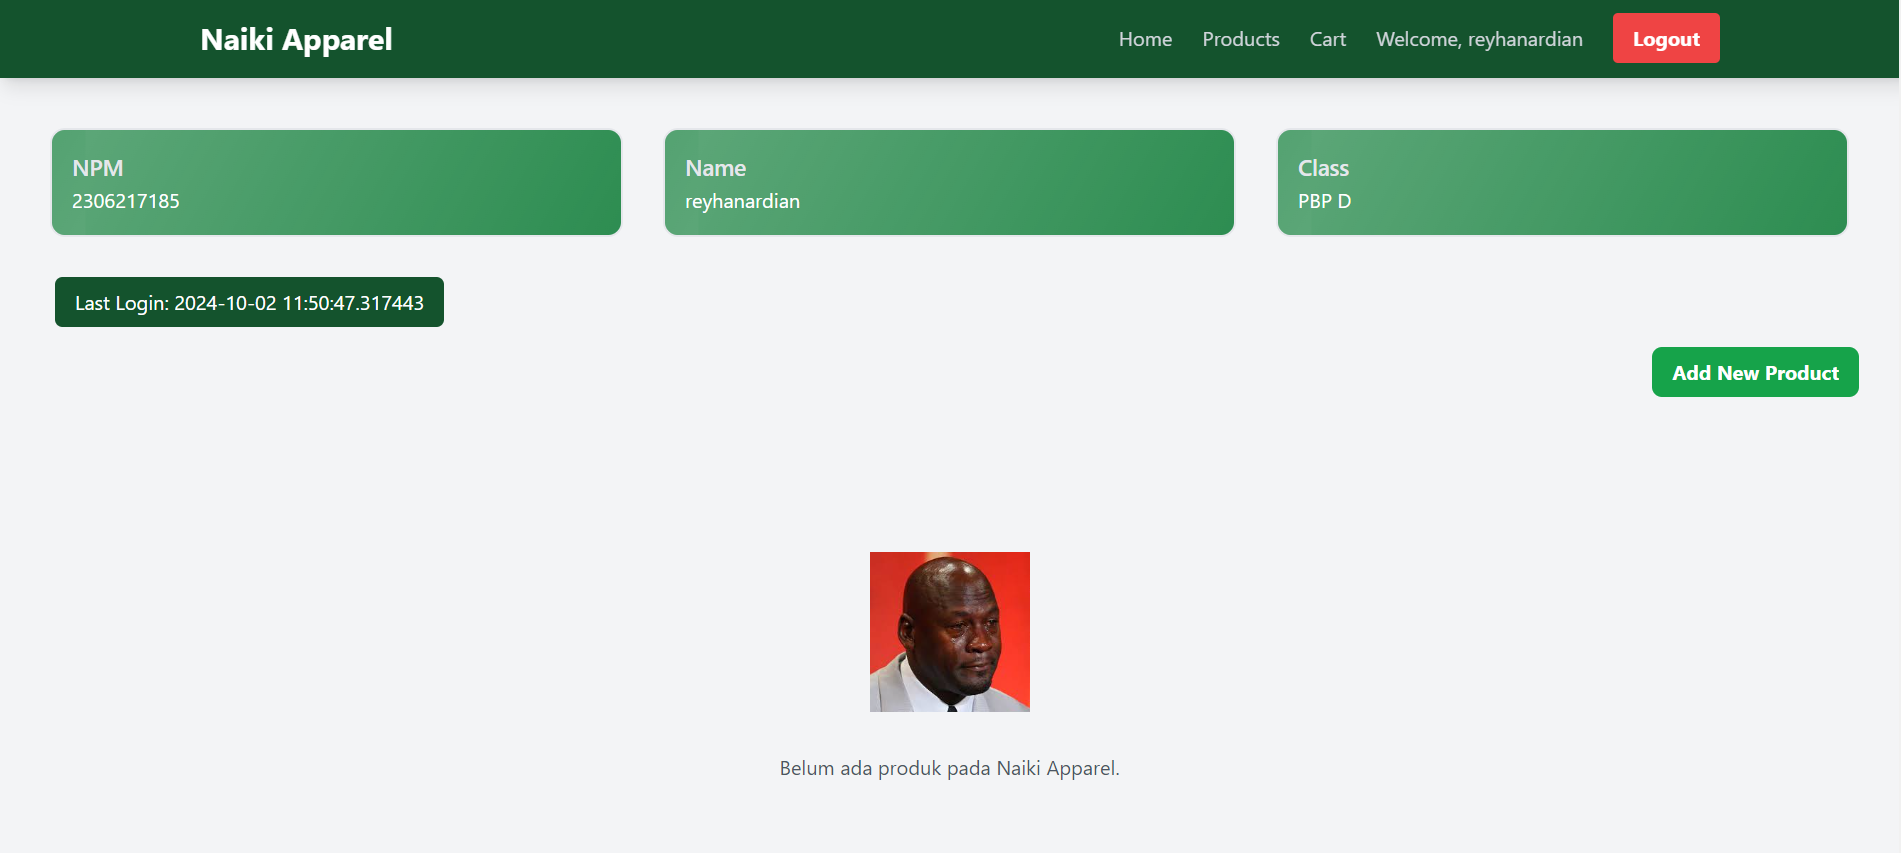 Naiki Apparel
Home
Products
Cart
Welcome, reyhanardian
Logout
NPM
2306217185
Name
reyhanardian
Class
PBP D
Last Login: 2024-10-02 11:50:47.317443
Add New Product
Belum ada produk pada Naiki Apparel.